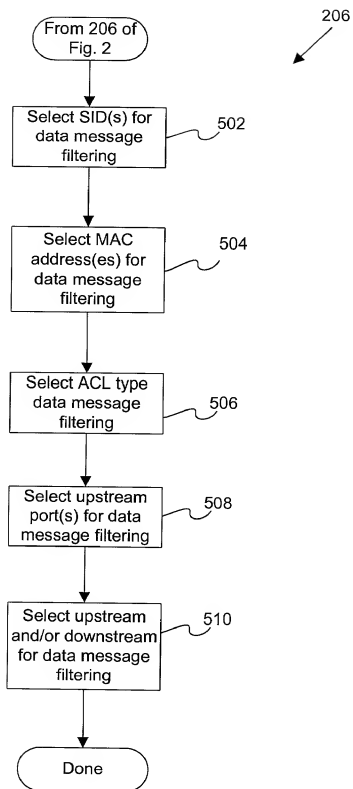 From 206 of
Fig. 2
206
Select SID(s) for
data message
filtering
502
Select MAC
address(es) for
data message
filtering
504
Select ACL type
data message
filtering
506
Select upstream
port(s) for data
message filtering
508
Select upstream
and/or downstream
for data message
filtering
510
Done